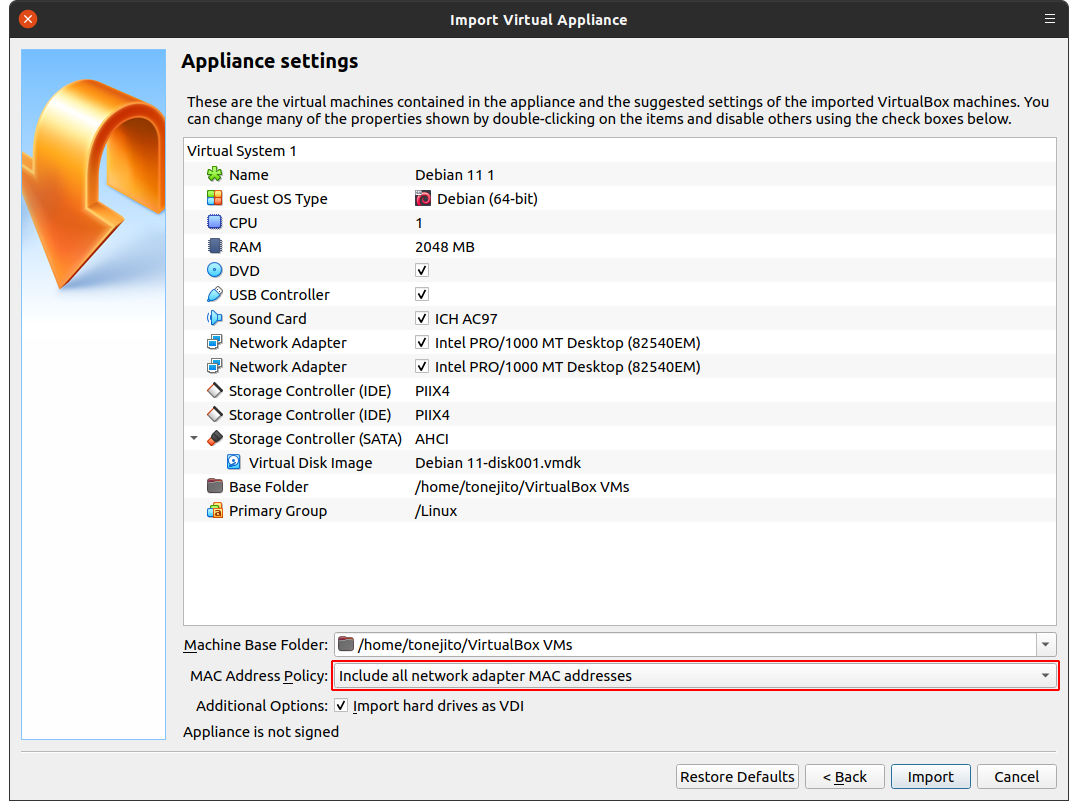 Import Virtual Appliance
Appliance settings
These are the virtual machines contained in the appliance and the suggested settings of the imported VirtualBox machines. You
can change many of the properties shown by double-clicking on the items and disable others using the check boxes below.
Virtual System 1
Name Debian 11 1
Guest OS Type Debian (64-bit)
CPU 1
RAM 2048 MB
DVD
USB Controller
Sound Card ICH AC97
Network Adapter Intel PRO/1000 MT Desktop (82540EM)
Network Adapter Intel PRO/1000 MT Desktop (82540EM)
Storage Controller (IDE) PIIX4
Storage Controller (IDE) PIIX4
Storage Controller (SATA) AHCI
Virtual Disk Image Debian 11-disk001.vmdk
Base Folder /home/tonejito/VirtualBox VMs
Primary Group /Linux
Machine Base Folder: /home/tonejito/VirtualBox VMs
MAC Address Policy: Include all network adapter MAC addresses
Additional Options: Import hard drives as VDI
Appliance is not signed
Restore Defaults < Back Import Cancel